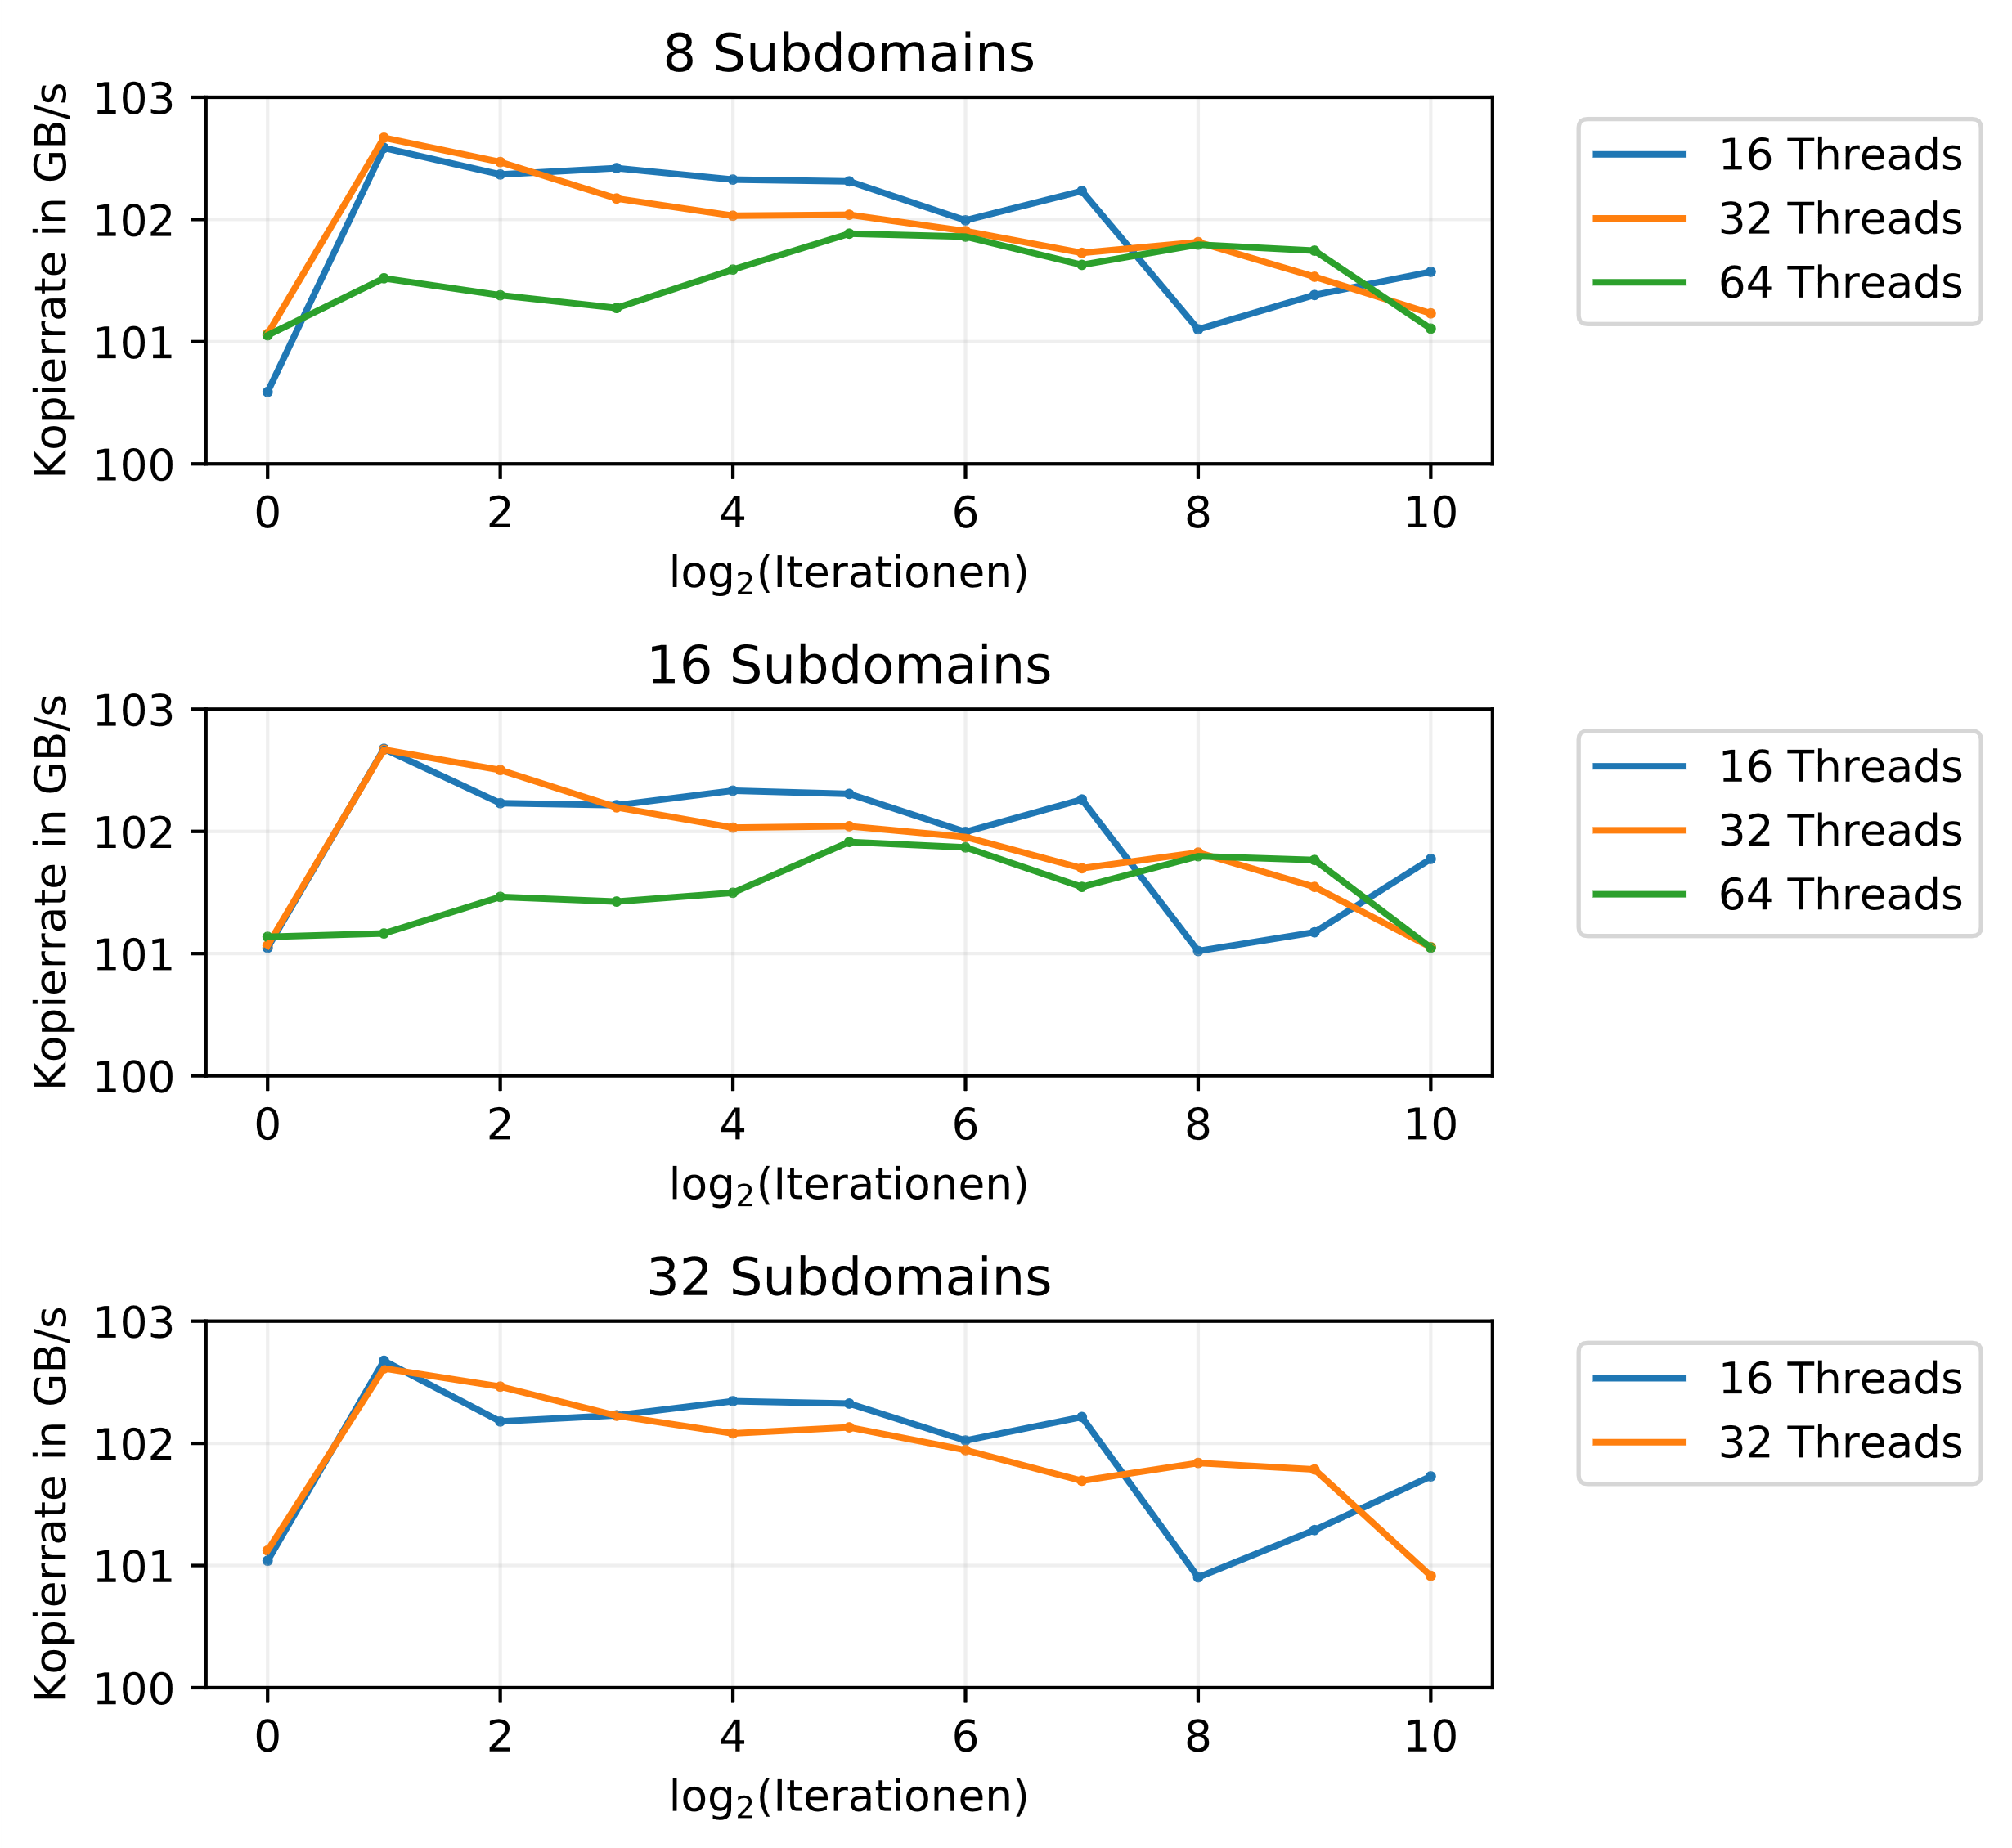 8 Subdomains
103
102
101
100
Kopierrate in GB/s
0 2 4 6 8 10
log₂(Iterationen)
16 Threads
32 Threads
64 Threads
16 Subdomains
103
102
101
100
Kopierrate in GB/s
0 2 4 6 8 10
log₂(Iterationen)
16 Threads
32 Threads
64 Threads
32 Subdomains
103
102
101
100
Kopierrate in GB/s
0 2 4 6 8 10
log₂(Iterationen)
16 Threads
32 Threads